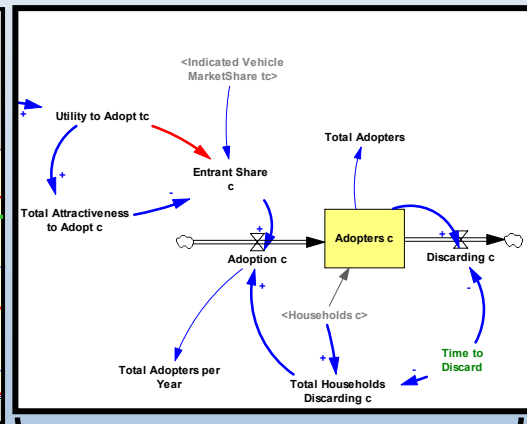 <Indicated Vehicle
MarketShare tc>
+
Utility to Adopt tc
Total Adopters
+
Entrant Share
c
-
Total Attractiveness
to Adopt c
+
+
Adopters c
Adoption c
Discarding c
+
-
<Households c>
+
Time to
Discard
Total Adopters per
Year
-
Total Households
Discarding c